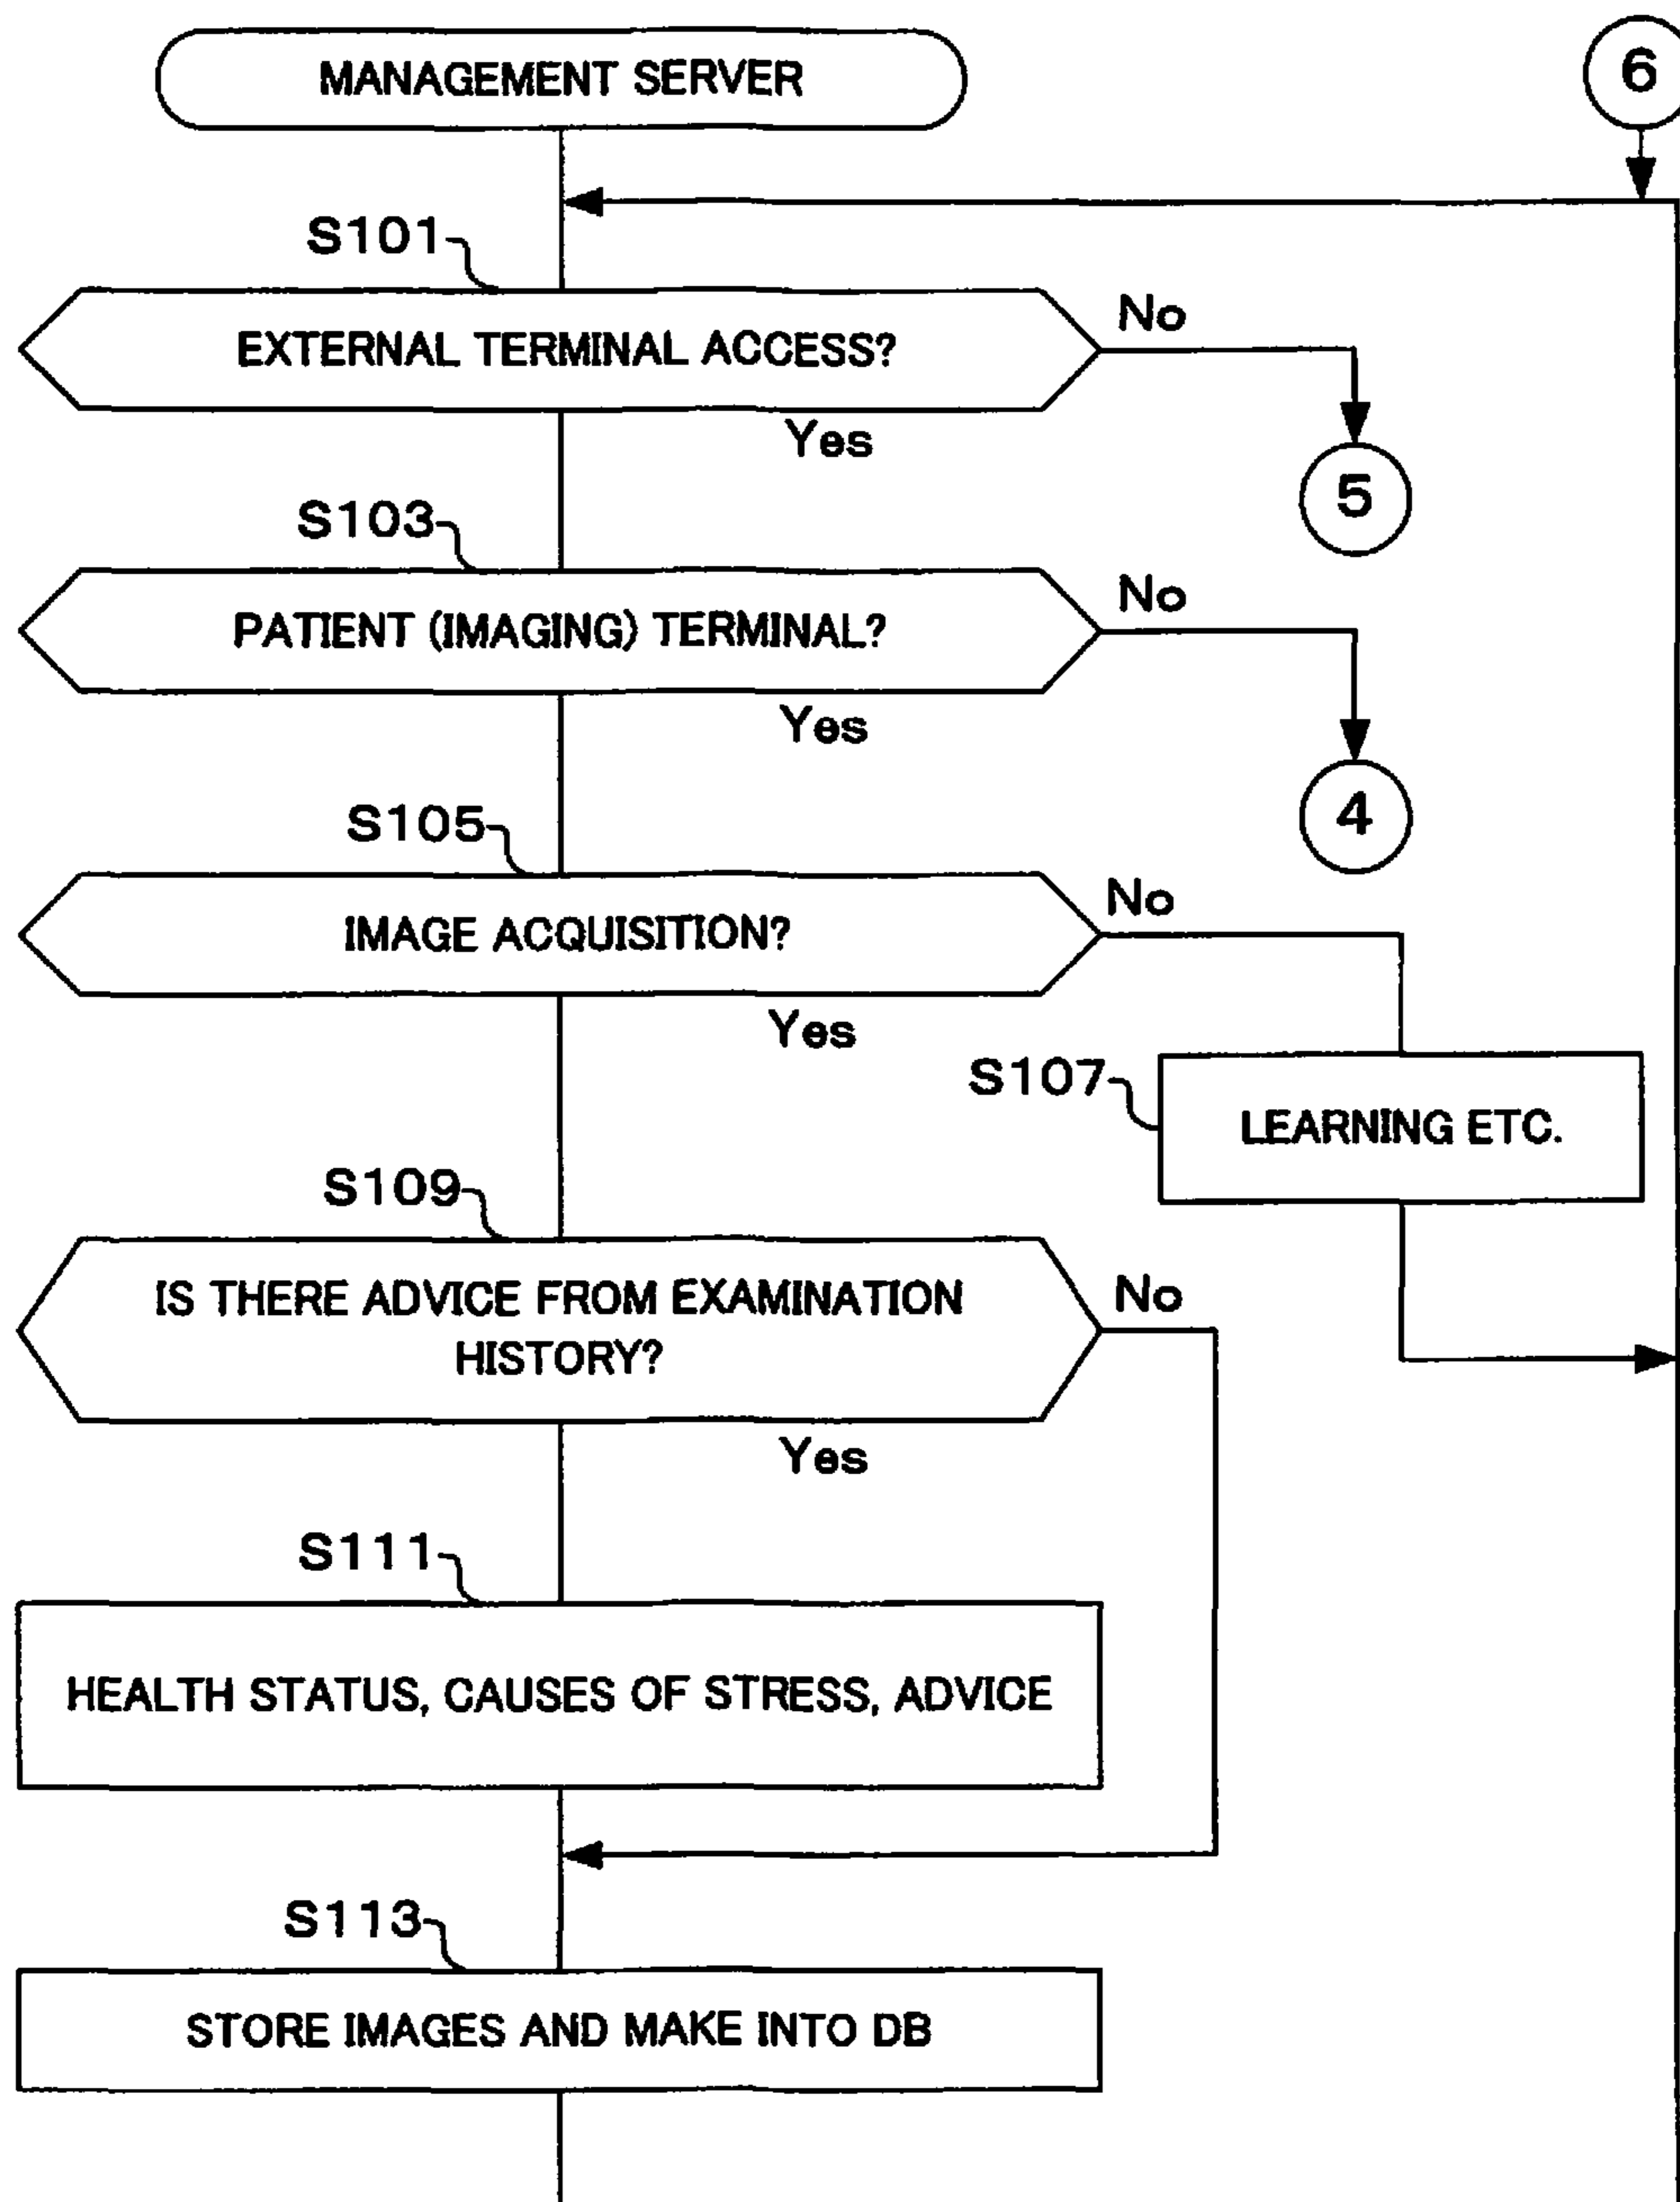 MANAGEMENT SERVER
6
S101
EXTERNAL TERMINAL ACCESS?
No
Yes
5
S103
PATIENT (IMAGING) TERMINAL?
No
Yes
4
S105
IMAGE ACQUISITION?
No
Yes
S107
LEARNING ETC.
S109
IS THERE ADVICE FROM EXAMINATION
HISTORY?
No
Yes
S111
HEALTH STATUS, CAUSES OF STRESS, ADVICE
S113
STORE IMAGES AND MAKE INTO DB